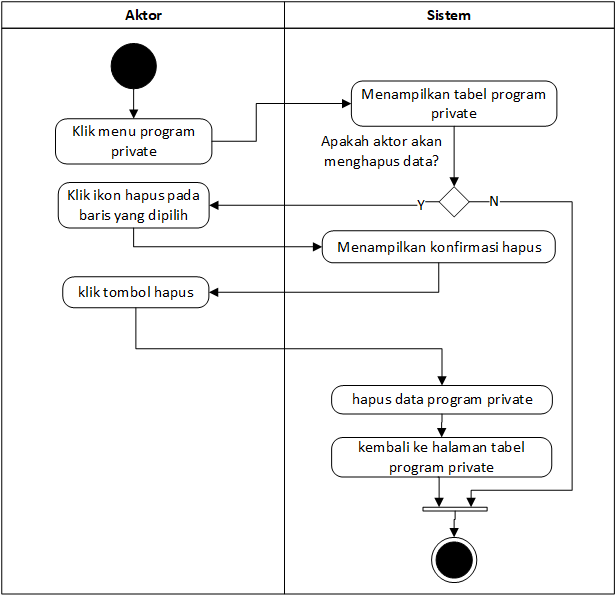 Aktor
Sistem
Menampilkan tabel program
private
Klik menu program
private
Apakah aktor akan
menghapus data?
Klik ikon hapus pada
baris yang dipilih
Y
N
Menampilkan konfirmasi hapus
klik tombol hapus
hapus data program private
kembali ke halaman tabel
program private